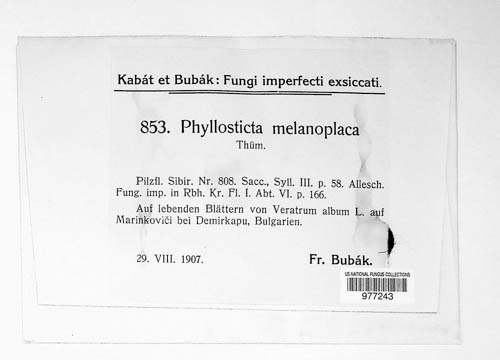 Kabát et Bubák: Fungi imperfecti exsiccati.
853. Phyllosticta melanoplaca
Thüm.
Pilzfl. Sibir. Nr. 808. Sacc., Syll. III. p. 58. Allesch.
Fung. imp. in Rbh. Kr. Fl. I. Abt. VI. p. 166.
Auf lebenden Blättern von Veratrum album L. auf
Marinkoviči bei Demirkapu, Bulgarien.
29. VIII. 1907.
Fr. Bubák.
US NATIONAL FUNGUS COLLECTIONS
977243